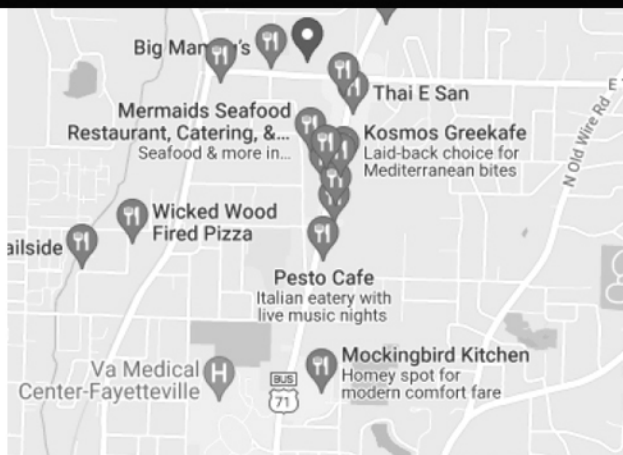 Big Man
y's
Thai E San
Mermaids Seafood
Restaurant, Catering, &...
Seafood & more in...
Kosmos Greekafe
Laid-back choice for
Mediterranean bites
N Old Wire Rd
E
Wicked Wood
Fired Pizza
ailside
Pesto Cafe
Italian eatery with
live music nights
Va Medical
Center-Fayetteville
H
BUS
71
Mockingbird Kitchen
Homey spot for
modern comfort fare